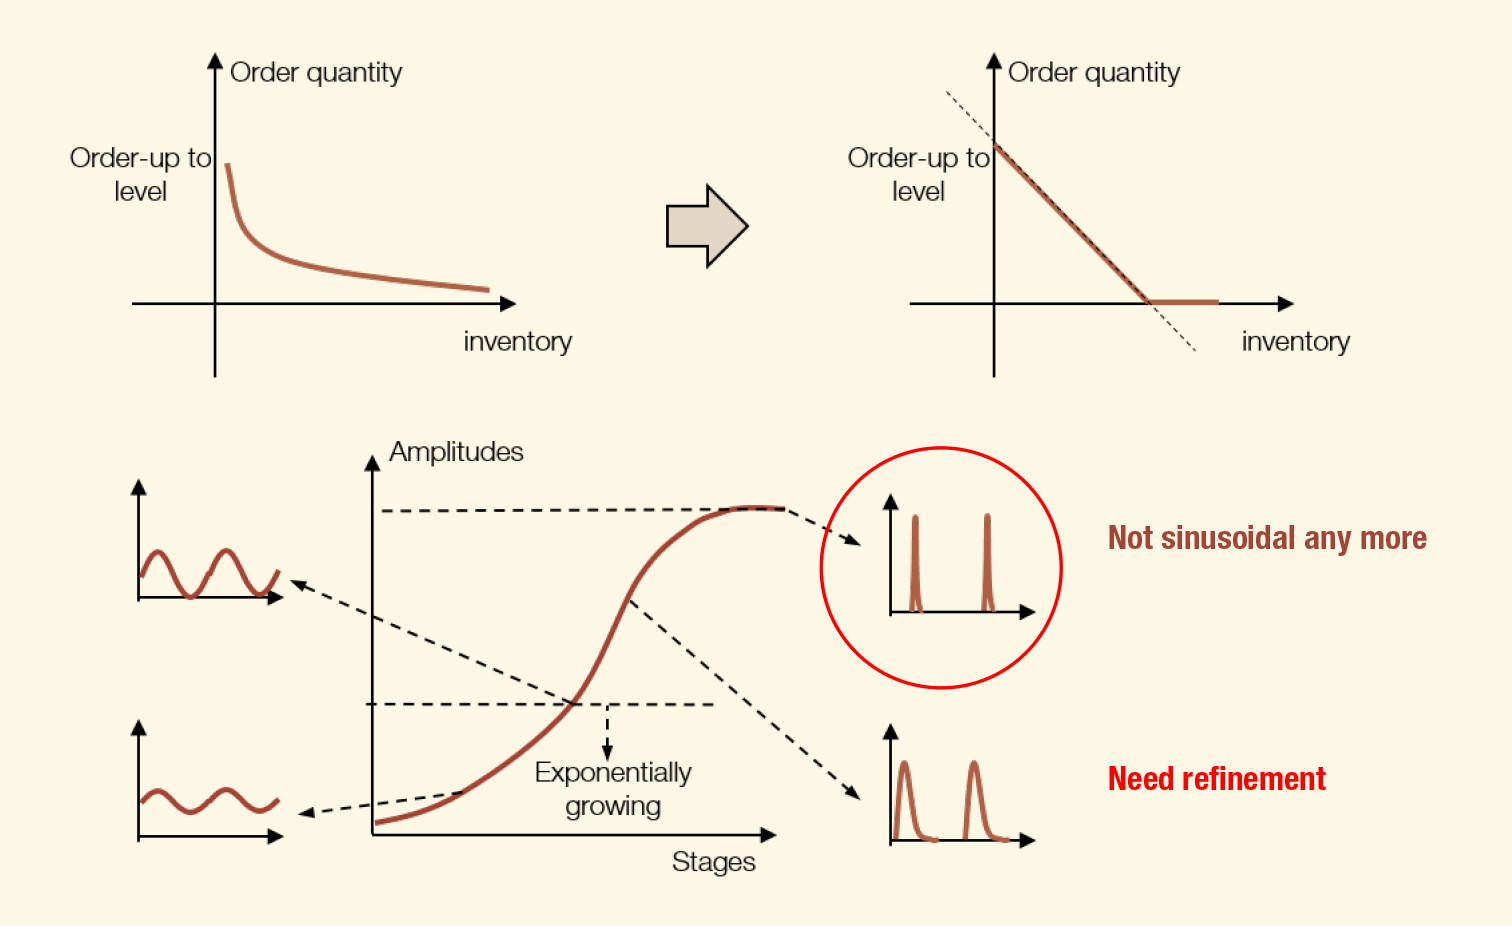 Order quantity
Order-up to
level
inventory
Order quantity
Order-up to
level
inventory
Amplitudes
Not sinusoidal any more
Exponentially
growing
Need refinement
Stages